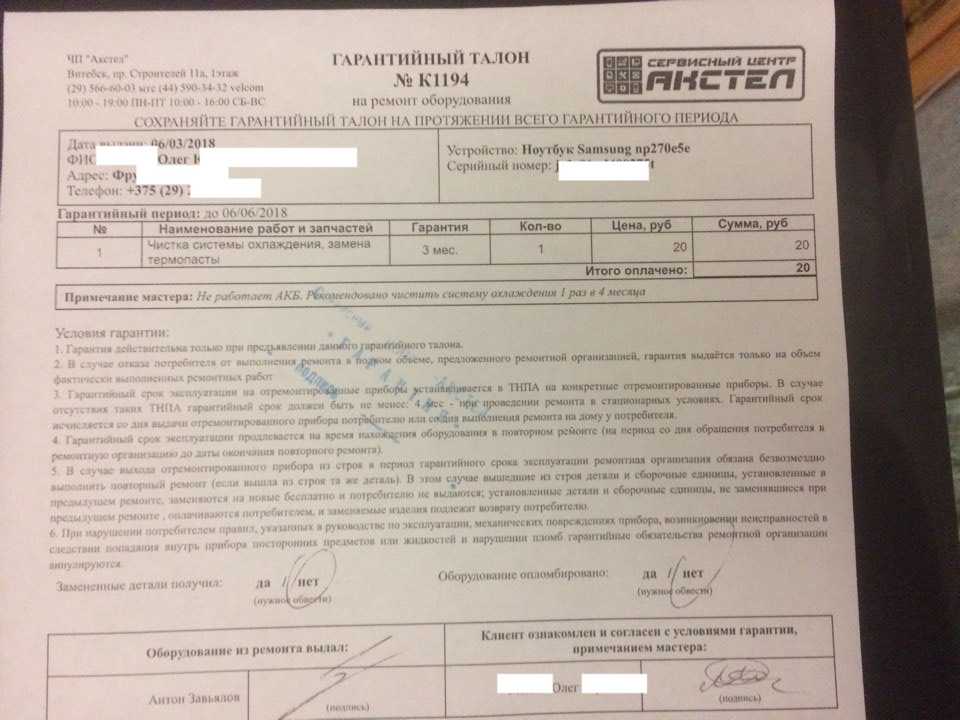 ЧП "Акстел"
Витебск, пр. Строителей 11а, 1этаж
(29) 566-60-03 мтс (44) 590-34-32 velcom
10:00 - 19:00 ПН-ПТ 10:00 - 16:00 СБ-ВС
ГАРАНТИЙНЫЙ ТАЛОН
№ К1194
на ремонт оборудования
СЕРВИСНЫЙ ЦЕНТР
АКСТЕЛ
СОХРАНЯЙТЕ ГАРАНТИЙНЫЙ ТАЛОН НА ПРОТЯЖЕНИИ ВСЕГО ГАРАНТИЙНОГО ПЕРИОДА
Дата выдачи: 06/03/2018
ФИО Олег
Адрес: Фру
Телефон: +375 (29)
Устройство: Ноутбук Samsung np270e5e
Серийный номер:
Гарантийный период: до 06/06/2018
№ Наименование работ и запчастей Гарантия Кол-во Цена, руб Сумма, руб
1 Чистка системы охлаждения, замена термопасты 3 мес. 1 20 20
Итого оплачено: 20
Примечание мастера: Не работает АКБ. Рекомендовано чистить систему охлаждения 1 раз в 4 месяца
Условия гарантии:
1. Гарантия действительна только при предъявлении данного гарантийного талона.
2. В случае отказа потребителя от выполнения ремонта в полном объеме, предложенного ремонтной организацией, гарантия выдаётся только на объем
фактически выполненных ремонтных работ
3. Гарантийный срок эксплуатации на отремонтированные приборы устанавливается в ТНПА на конкретные отремонтированные приборы. В случае
отсутствия таких ТНПА гарантийный срок должен быть не менее: 4 мес - при проведении ремонта в стационарных условиях. Гарантийный срок
исчисляется со дня выдачи отремонтированного прибора потребителю или со дня выполнения ремонта на дому у потребителя.
4. Гарантийный срок эксплуатации продлевается на время нахождения оборудования в повторном ремонте (на период со дня обращения потребителя в
ремонтную организацию до даты окончания повторного ремонта).
5. В случае выхода отремонтированного прибора из строя в период гарантийного срока эксплуатации ремонтная организация обязана безвозмездно
выполнить повторный ремонт (если вышла из строя та же деталь). В этом случае вышедшие из строя детали и сборочные единицы, установленные в
предыдущем ремонте, заменяются на новые бесплатно и потребителю не выдаются; установленные детали и сборочные единицы, не заменявшиеся при
предыдущем ремонте , оплачиваются потребителем, и заменяемые изделия подлежат возврату потребителю.
6. При нарушении потребителем правил, указанных в руководстве по эксплуатации, механических повреждениях прибора, возникновении неисправностей в
следствии попадания внутрь прибора посторонних предметов или жидкостей и нарушении пломб гарантийные обязательства ремонтной организации
аннулируются.
Замененные детали получил: да / нет
(нужное обвести)
Оборудование опломбировано: да / нет
(нужное обвести)
Оборудование из ремонта выдал:
Клиент ознакомлен и согласен с условиями гарантии,
примечанием мастера:
Антон Завьялов
(подпись)
Олег
(подпись)